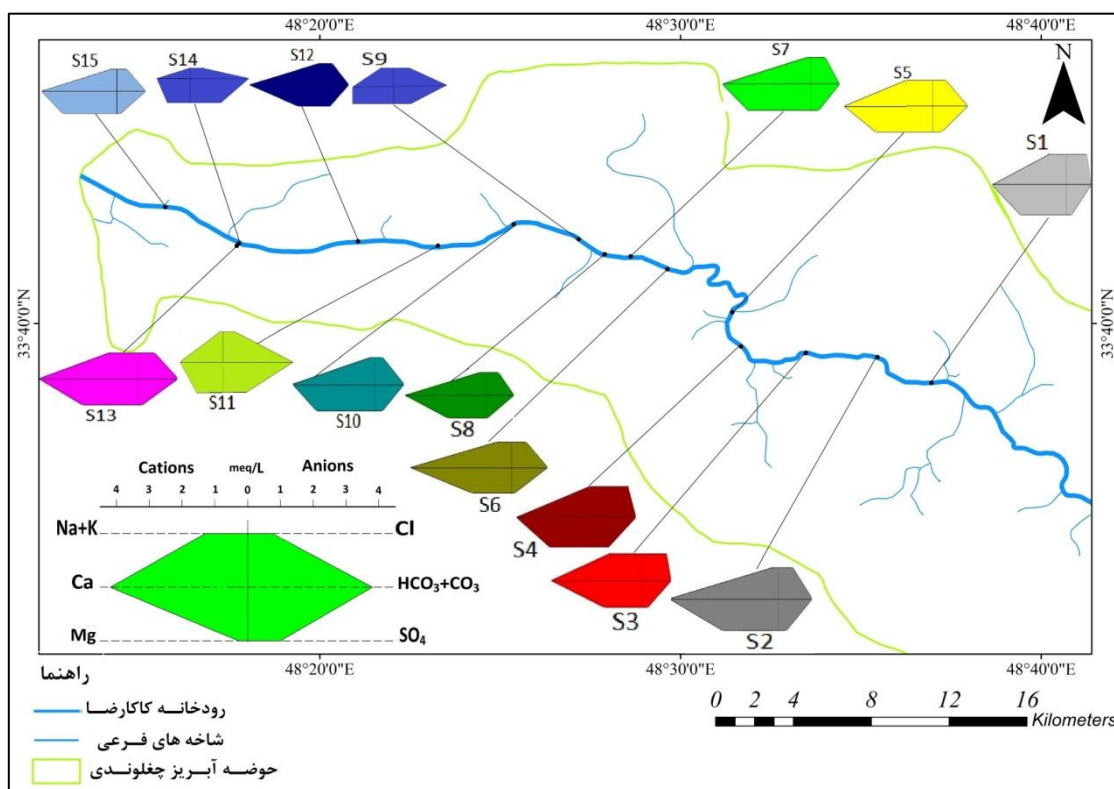 48°20'0"E 48°30'0"E 48°40'0"E
S15 S14 S12 S9 S7 S5 N
S1
33°40'0"N 33°40'0"N
S13 S11 S10 S8
S6
S4
S3 S2
Cations meq/L Anions
4 3 2 1 0 1 2 3 4
Na+K Cl
Ca HCO₃+CO₃
Mg SO₄
48°20'0"E 48°30'0"E 48°40'0"E
راهنما
رودخانه کاکارضا
شاخه های فرعی
حوضه آبریز چغلوندی
0 2 4 8 12 16
Kilometers